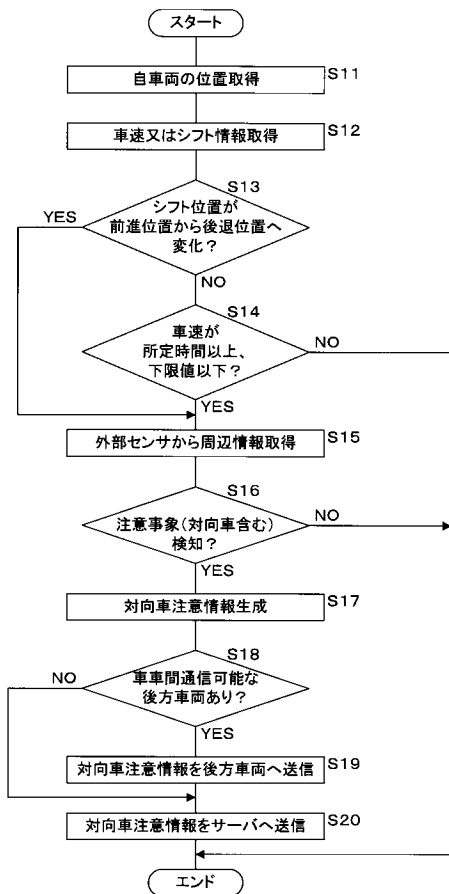 スタート
自車両の位置取得
S11
車速又はシフト情報取得
S12
S13
シフト位置が
前進位置から後退位置へ
変化？
YES
NO
S14
車速が
所定時間以上、
下限値以下？
NO
YES
外部センサから周辺情報取得
S15
S16
注意事象(対向車含む)
検知？
NO
YES
対向車注意情報生成
S17
S18
車車間通信可能な
後方車両あり？
NO
YES
対向車注意情報を後方車両へ送信
S19
対向車注意情報をサーバへ送信
S20
エンド